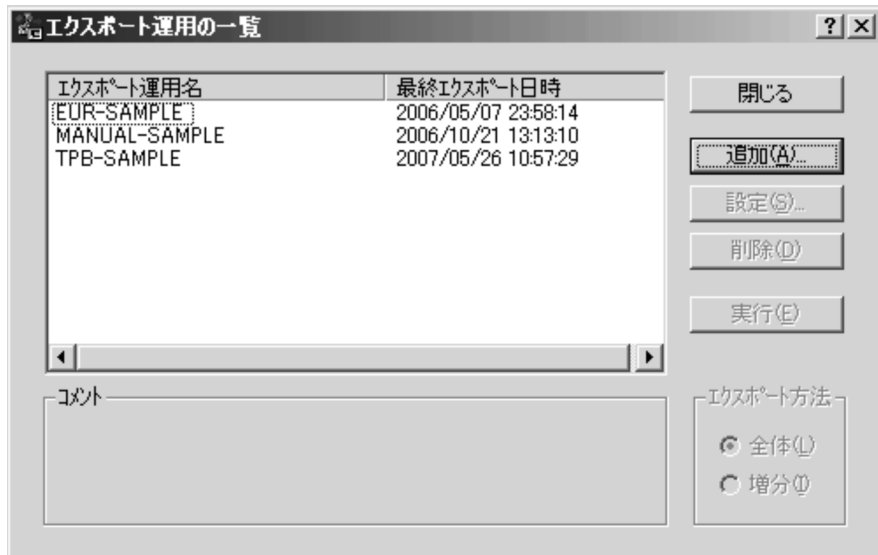 エクスポート運用の一覧
エクスポート運用名 最終エクスポート日時
EUR-SAMPLE 2006/05/07 23:58:14
MANUAL-SAMPLE 2006/10/21 13:13:10
TPB-SAMPLE 2007/05/26 10:57:29
閉じる
追加(A)...
設定(S)...
削除(D)
実行(E)
コメント
エクスポート方法
全体(L)
増分(I)